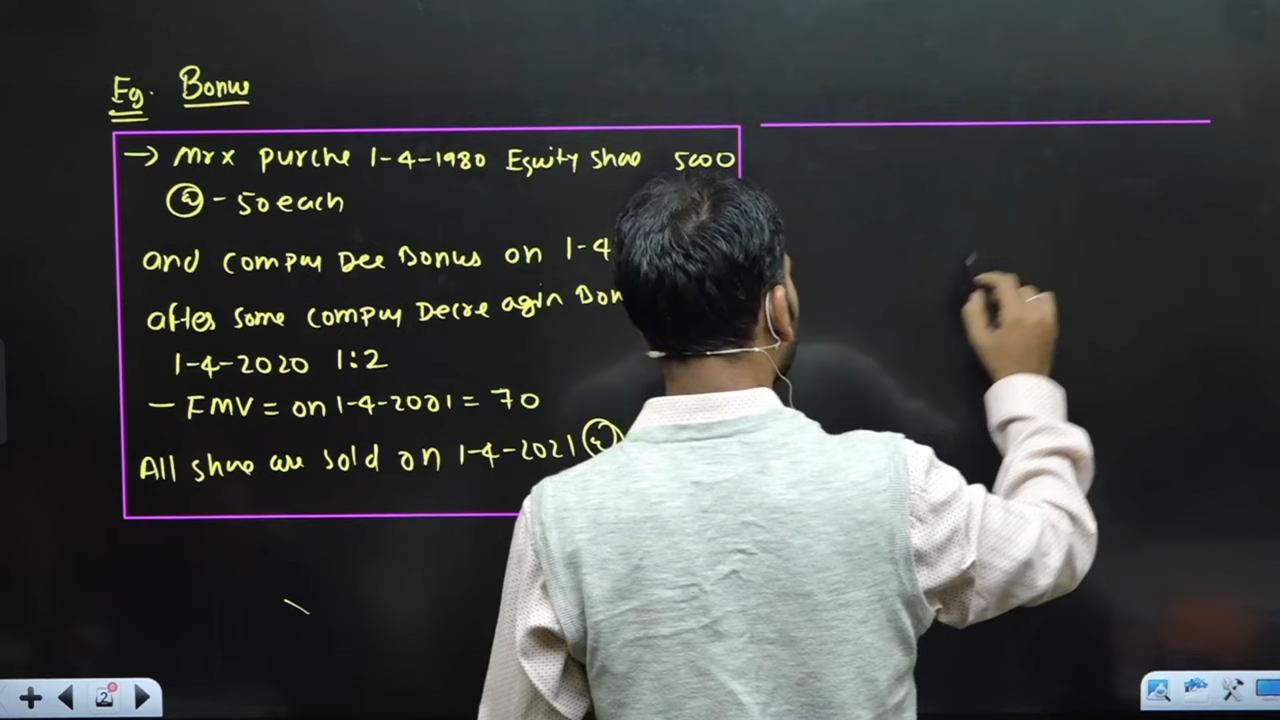 Eg. Bonus
→ Mr X purche 1-4-1980 Equity shae 5000
@ - 50 each
and compny Dee Bonus on 1-4
after some compny Decre agin Bon
1-4-2020 1:2
- FMV = on 1-4-2001 = 70
All shae are sold on 1-4-2021 @
2